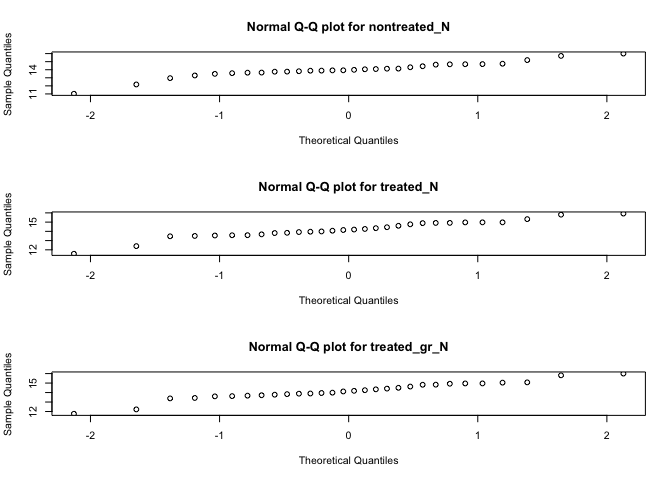 Normal Q-Q plot for nontreated_N
Sample Quantiles
14
11
-2 -1 0 1 2
Theoretical Quantiles
Normal Q-Q plot for treated_N
Sample Quantiles
15
12
-2 -1 0 1 2
Theoretical Quantiles
Normal Q-Q plot for treated_gr_N
Sample Quantiles
15
12
-2 -1 0 1 2
Theoretical Quantiles